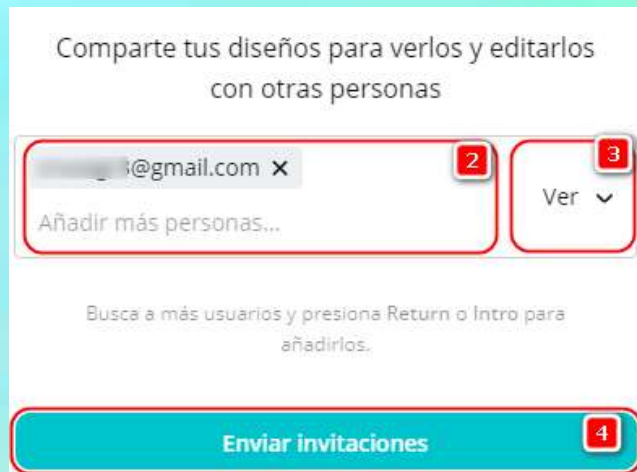 Comparte tus diseños para verlos y editarlos
con otras personas
@gmail.com ×
2
Ver
3
Añadir más personas...
Busca a más usuarios y presiona Return o Intro para
añadirlos.
Enviar invitaciones
4